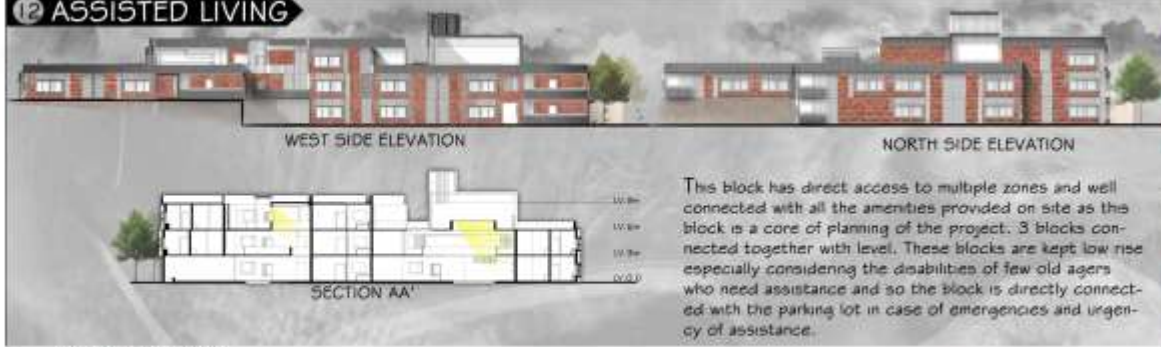 12 ASSISTED LIVING
WEST SIDE ELEVATION
NORTH SIDE ELEVATION
SECTION AA'
This block has direct access to multiple zones and well
connected with all the amenities provided on site as this
block is a core of planning of the project. 3 blocks con-
nected together with level. These blocks are kept low rise
especially considering the disabilities of few old agers
who need assistance and so the block is directly connect-
ed with the parking lot in case of emergencies and urgen-
cy of assistance.